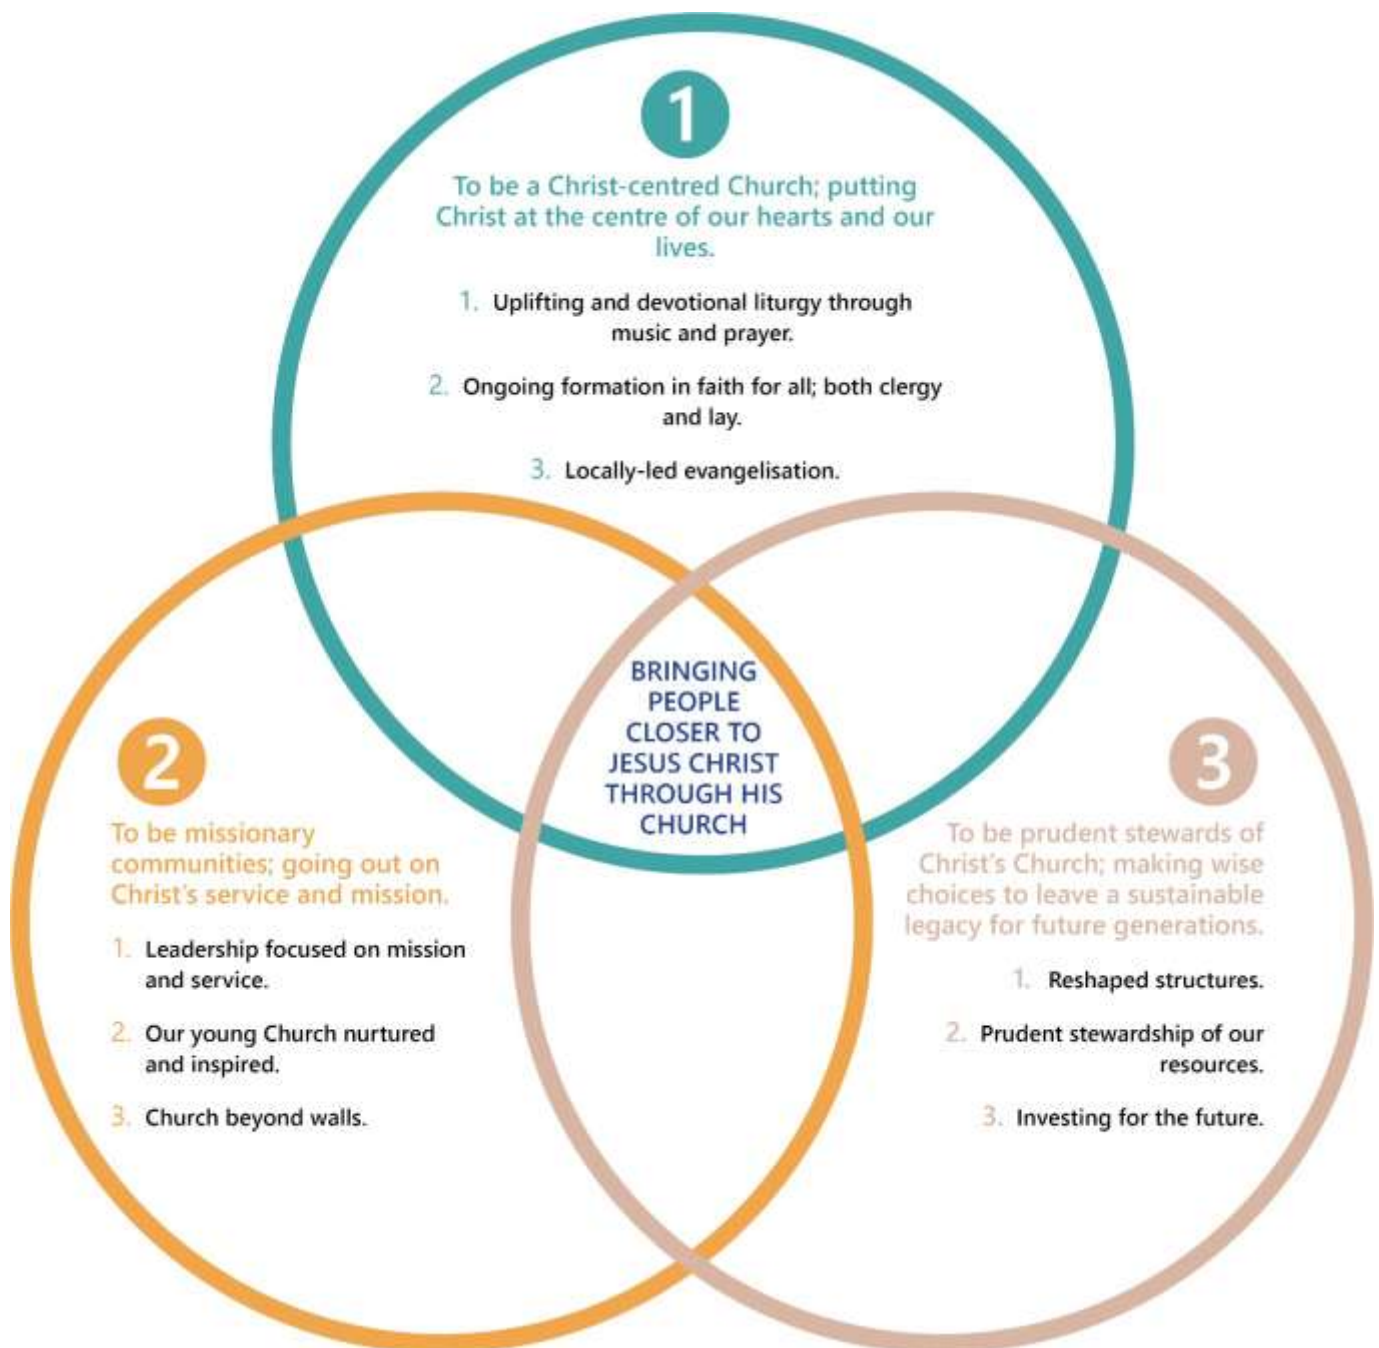 1
To be a Christ-centred Church; putting
Christ at the centre of our hearts and our
lives.
1. Uplifting and devotional liturgy through
music and prayer.
2. Ongoing formation in faith for all; both clergy
and lay.
3. Locally-led evangelisation.
BRINGING
PEOPLE
CLOSER TO
JESUS CHRIST
THROUGH HIS
CHURCH
2
To be missionary
communities; going out on
Christ's service and mission.
1. Leadership focused on mission
and service.
2. Our young Church nurtured
and inspired.
3. Church beyond walls.
3
To be prudent stewards of
Christ's Church; making wise
choices to leave a sustainable
legacy for future generations.
1. Reshaped structures.
2. Prudent stewardship of our
resources.
3. Investing for the future.